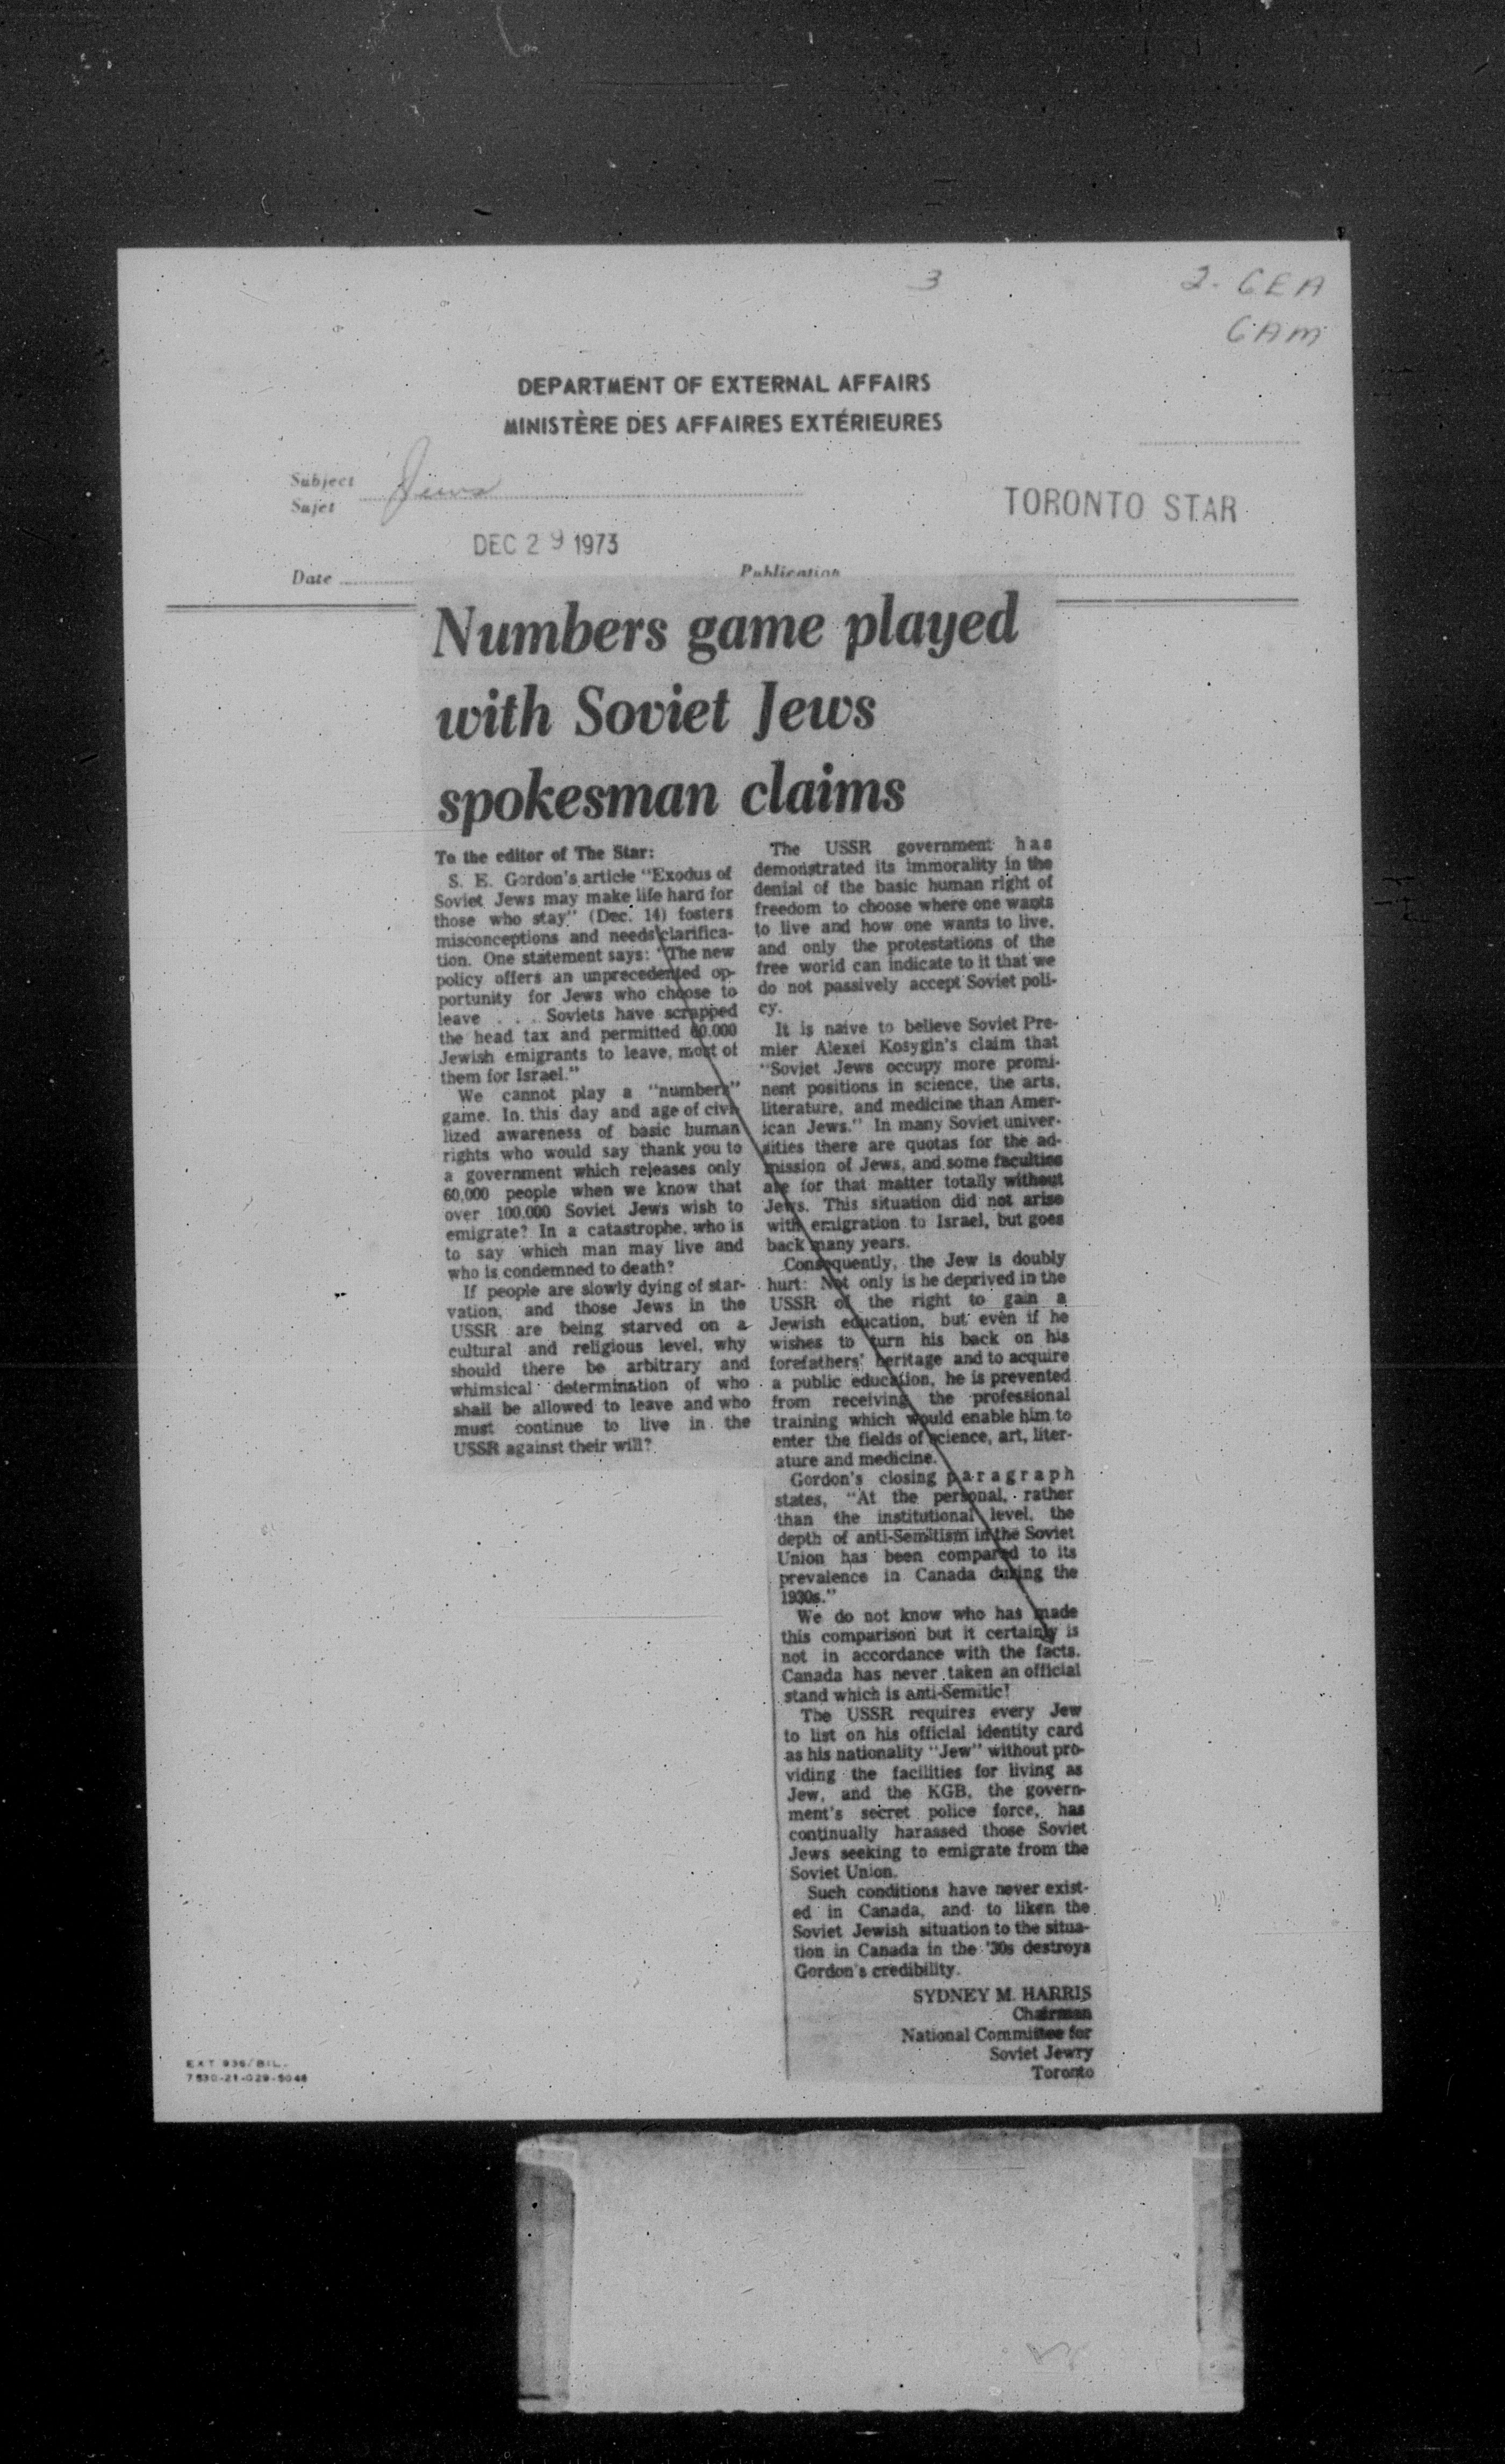 3
2. GEA
GAM
DEPARTMENT OF EXTERNAL AFFAIRS
MINISTÈRE DES AFFAIRES EXTÉRIEURES
Subject
Sujet
Jews
TORONTO STAR
DEC 29 1973
Date
Publication
Numbers game played
with Soviet Jews
spokesman claims
To the editor of The Star:
S. E. Gordon's article "Exodus of
Soviet Jews may make life hard for
those who stay" (Dec. 14) fosters
misconceptions and needs clarifica-
tion. One statement says: "The new
policy offers an unprecedented op-
portunity for Jews who choose to
leave . . . Soviets have scrapped
the head tax and permitted 60,000
Jewish emigrants to leave, most of
them for Israel."
We cannot play a "numbers"
game. In this day and age of civi-
lized awareness of basic human
rights who would say thank you to
a government which releases only
60,000 people when we know that
over 100,000 Soviet Jews wish to
emigrate? In a catastrophe, who is
to say which man may live and
who is condemned to death?
If people are slowly dying of star-
vation, and those Jews in the
USSR are being starved on a
cultural and religious level, why
should there be arbitrary and
whimsical determination of who
shall be allowed to leave and who
must continue to live in the
USSR against their will?
The USSR government has
demonstrated its immorality in the
denial of the basic human right of
freedom to choose where one wants
to live and how one wants to live,
and only the protestations of the
free world can indicate to it that we
do not passively accept Soviet poli-
cy.
It is naive to believe Soviet Pre-
mier Alexei Kosygin's claim that
"Soviet Jews occupy more promi-
nent positions in science, the arts,
literature, and medicine than Amer-
ican Jews." In many Soviet univer-
sities there are quotas for the ad-
mission of Jews, and some faculties
are for that matter totally without
Jews. This situation did not arise
with emigration to Israel, but goes
back many years.
Consequently, the Jew is doubly
hurt: Not only is he deprived in the
USSR of the right to gain a
Jewish education, but even if he
wishes to turn his back on his
forefathers' heritage and to acquire
a public education, he is prevented
from receiving the professional
training which would enable him to
enter the fields of science, art, liter-
ature and medicine.
Gordon's closing paragraph
states, "At the personal, rather
than the institutional level, the
depth of anti-Semitism in the Soviet
Union has been compared to its
prevalence in Canada during the
1930s."
We do not know who has made
this comparison but it certainly is
not in accordance with the facts.
Canada has never taken an official
stand which is anti-Semitic!
The USSR requires every Jew
to list on his official identity card
as his nationality "Jew" without pro-
viding the facilities for living as
Jew, and the KGB, the govern-
ment's secret police force, has
continually harassed those Soviet
Jews seeking to emigrate from the
Soviet Union.
Such conditions have never exist-
ed in Canada, and to liken the
Soviet Jewish situation to the situa-
tion in Canada in the '30s destroys
Gordon's credibility.
SYDNEY M. HARRIS
Chairman
National Committee for
Soviet Jewry
Toronto
EXT 936/BIL.
7530-21-029-5046